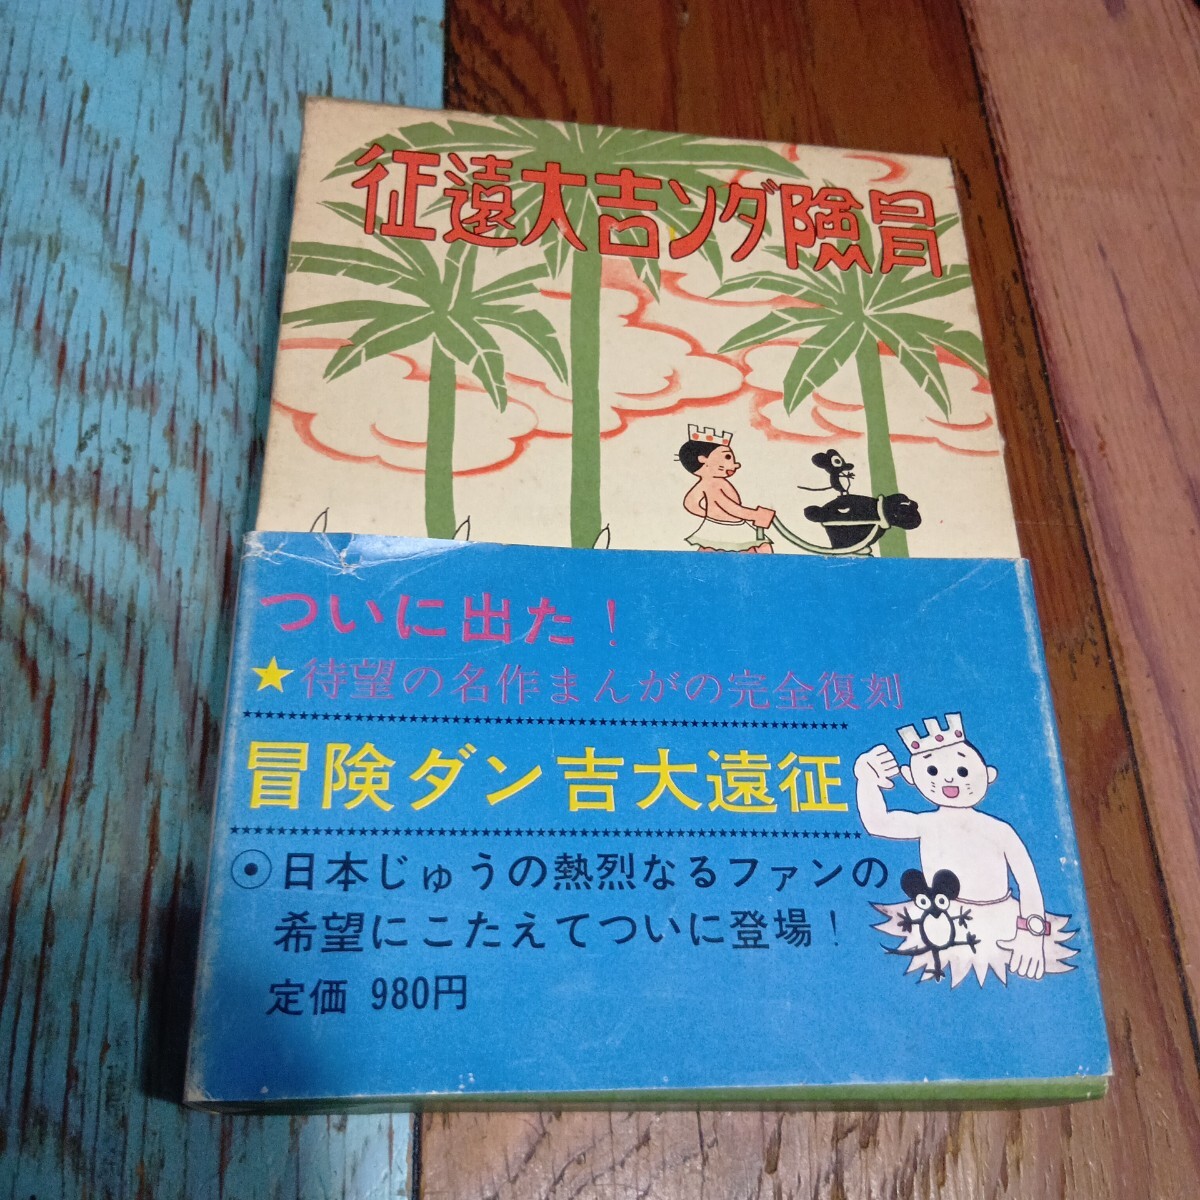 冒險ダン吉大遠征
ついに出た!
★待望の名作まんがの完全復刻
冒険ダン吉大遠征
◉日本じゅうの熱烈なるファンの
希望にこたえてついに登場!
定価 980円